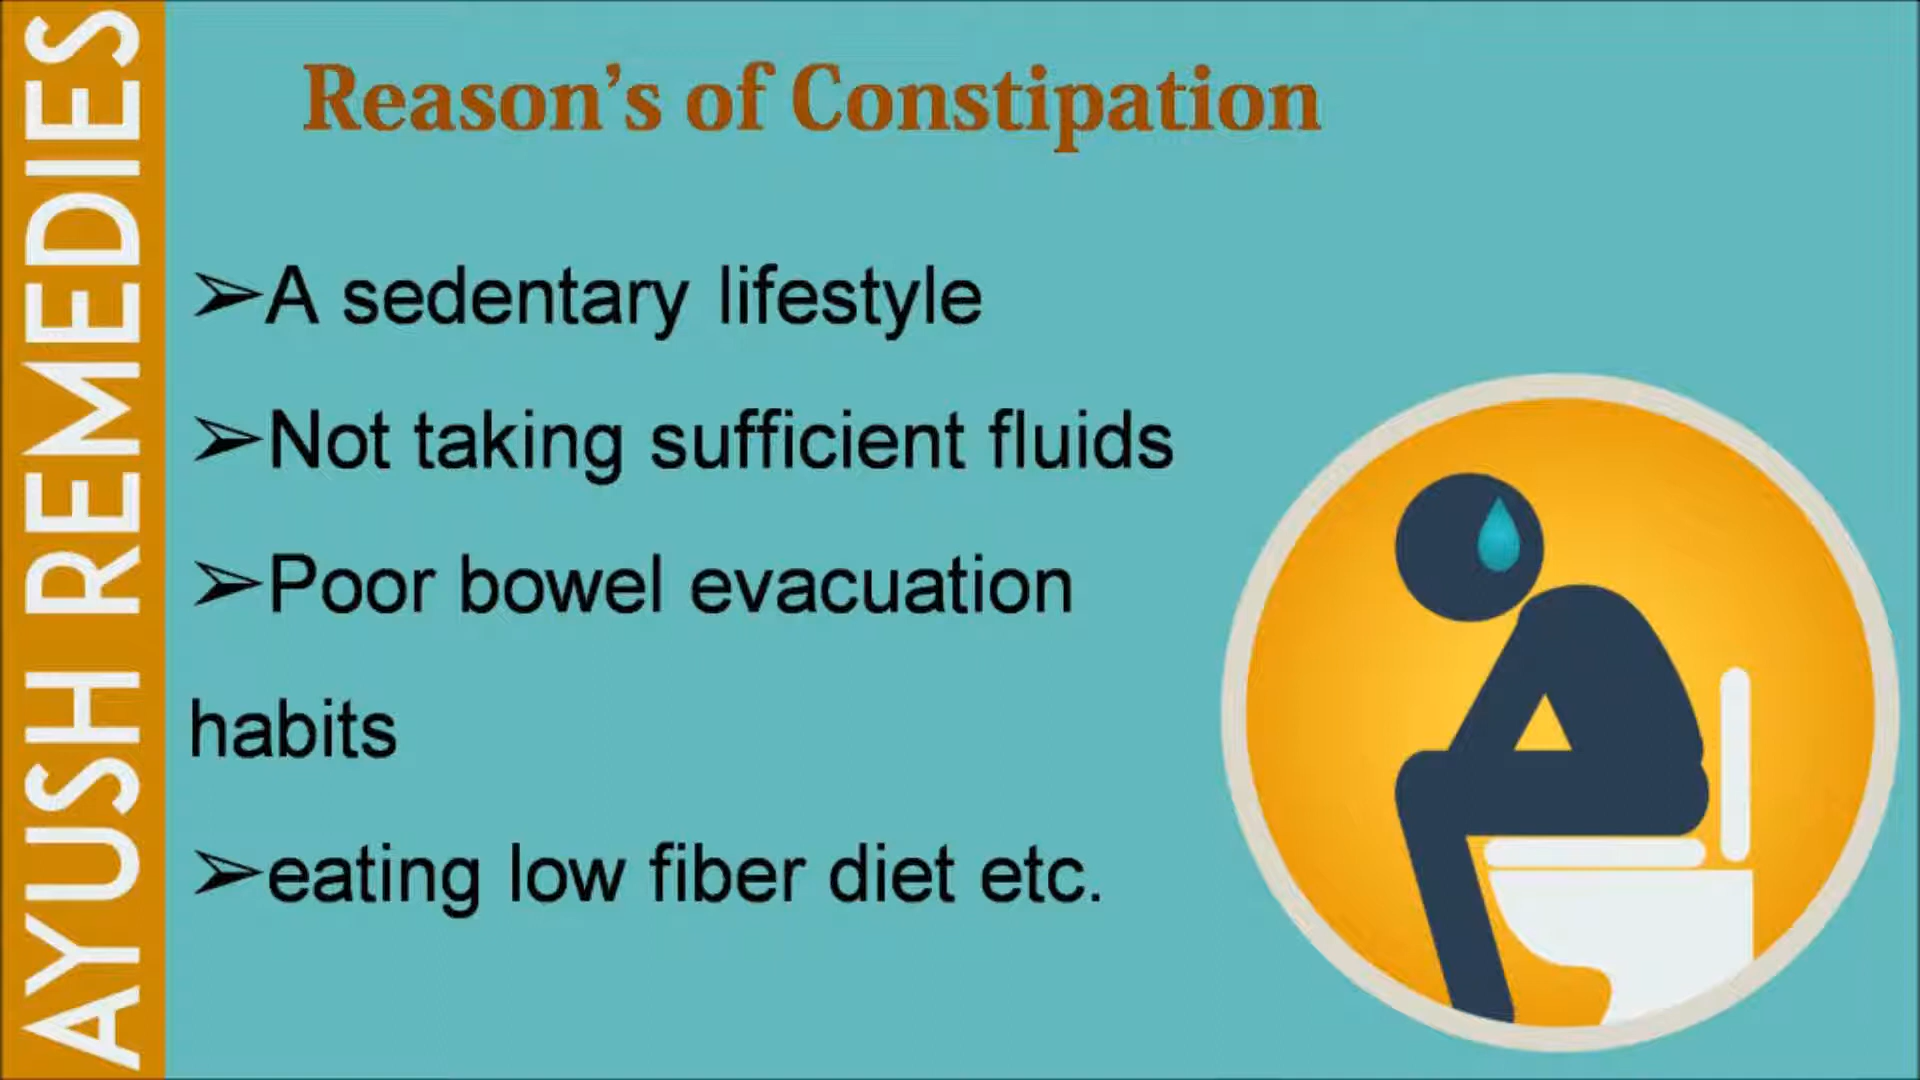 AYUSH REMEDIES
Reason's of Constipation
➢A sedentary lifestyle
➢Not taking sufficient fluids
➢Poor bowel evacuation
habits
➢eating low fiber diet etc.